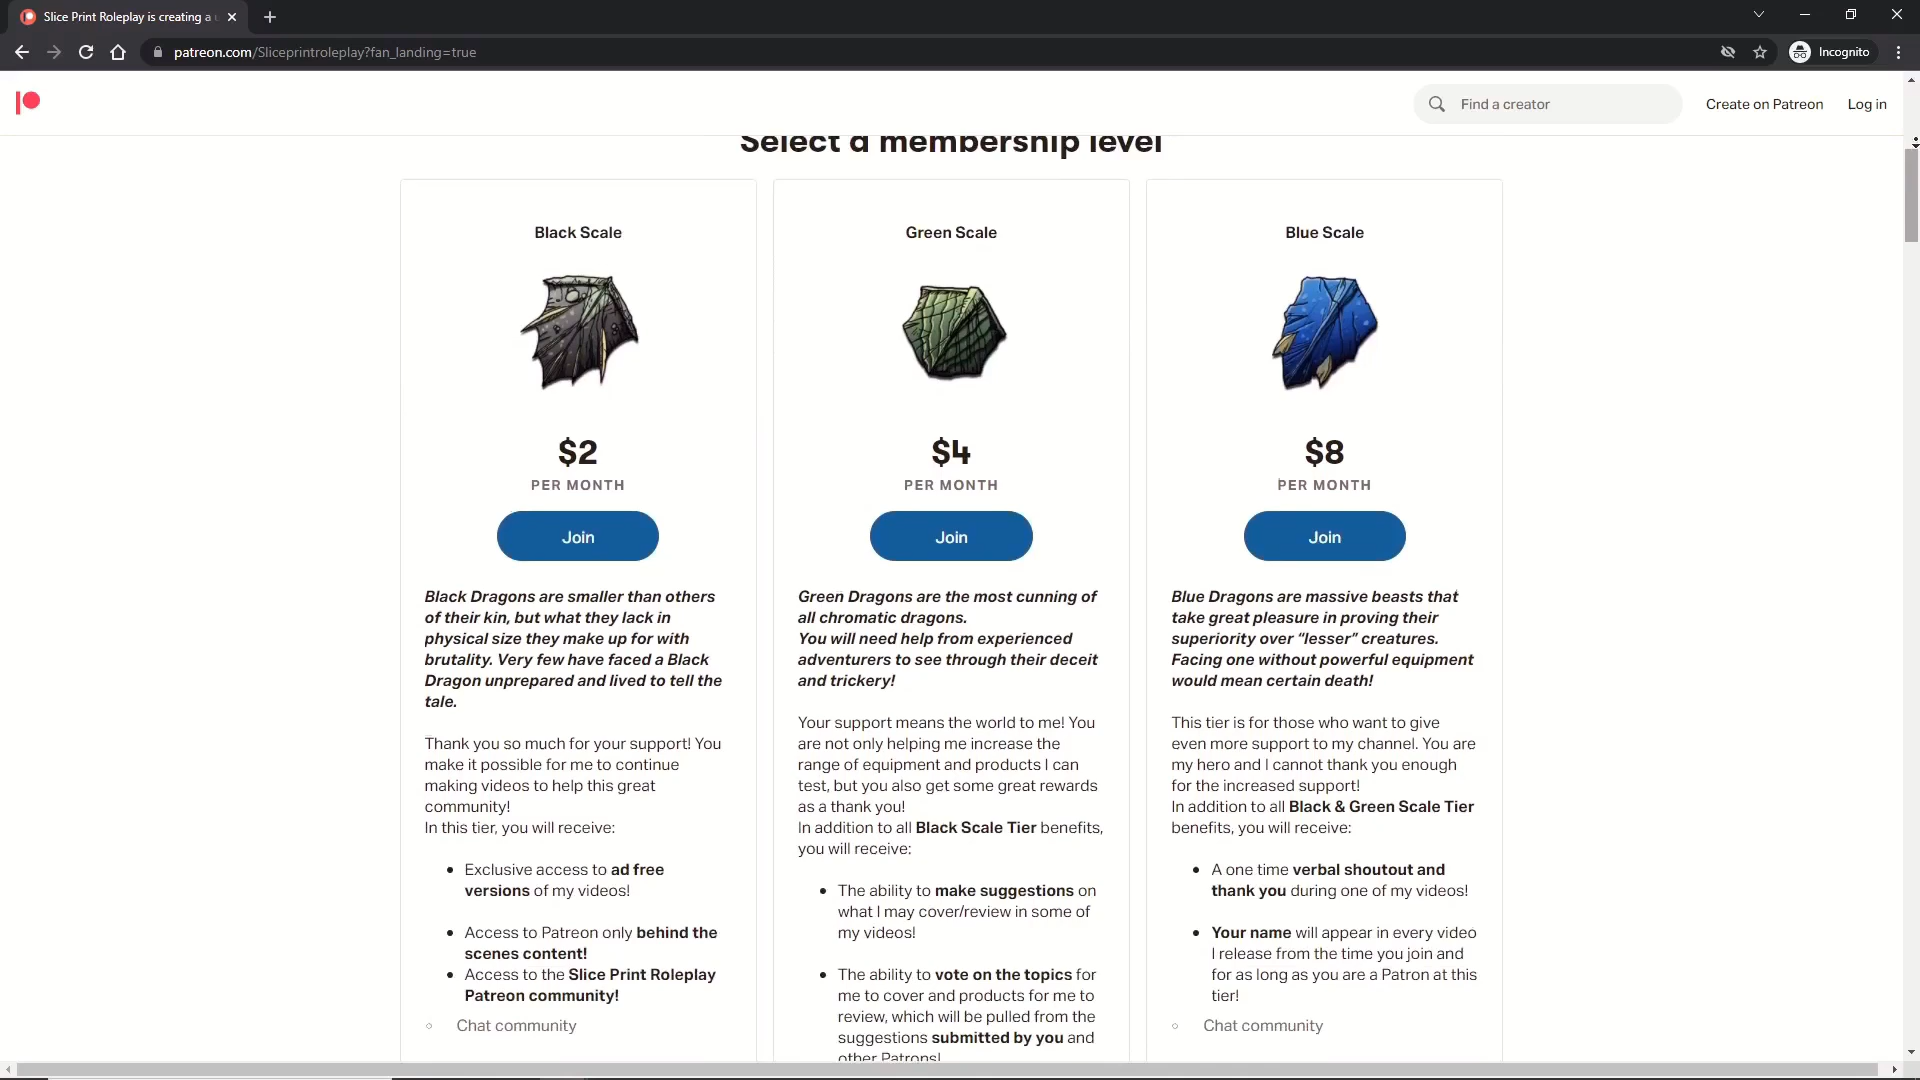 Slice Print Roleplay is creating a
patreon.com/Sliceprintroleplay?fan_landing=true
Incognito
Find a creator
Create on Patreon
Log in
Select a membership level
Black Scale
$2
PER MONTH
Join
Black Dragons are smaller than others
of their kin, but what they lack in
physical size they make up for with
brutality. Very few have faced a Black
Dragon unprepared and lived to tell the
tale.
Thank you so much for your support! You
make it possible for me to continue
making videos to help this great
community!
In this tier, you will receive:
• Exclusive access to ad free
versions of my videos!
• Access to Patreon only behind the
scenes content!
• Access to the Slice Print Roleplay
Patreon community!
◦ Chat community
Green Scale
$4
PER MONTH
Join
Green Dragons are the most cunning of
all chromatic dragons.
You will need help from experienced
adventurers to see through their deceit
and trickery!
Your support means the world to me! You
are not only helping me increase the
range of equipment and products I can
test, but you also get some great rewards
as a thank you!
In addition to all Black Scale Tier benefits,
you will receive:
• The ability to make suggestions on
what I may cover/review in some of
my videos!
• The ability to vote on the topics for
me to cover and products for me to
review, which will be pulled from the
suggestions submitted by you and
other Patrons!
Blue Scale
$8
PER MONTH
Join
Blue Dragons are massive beasts that
take great pleasure in proving their
superiority over “lesser” creatures.
Facing one without powerful equipment
would mean certain death!
This tier is for those who want to give
even more support to my channel. You are
my hero and I cannot thank you enough
for the increased support!
In addition to all Black & Green Scale Tier
benefits, you will receive:
• A one time verbal shoutout and
thank you during one of my videos!
• Your name will appear in every video
I release from the time you join and
for as long as you are a Patron at this
tier!
◦ Chat community